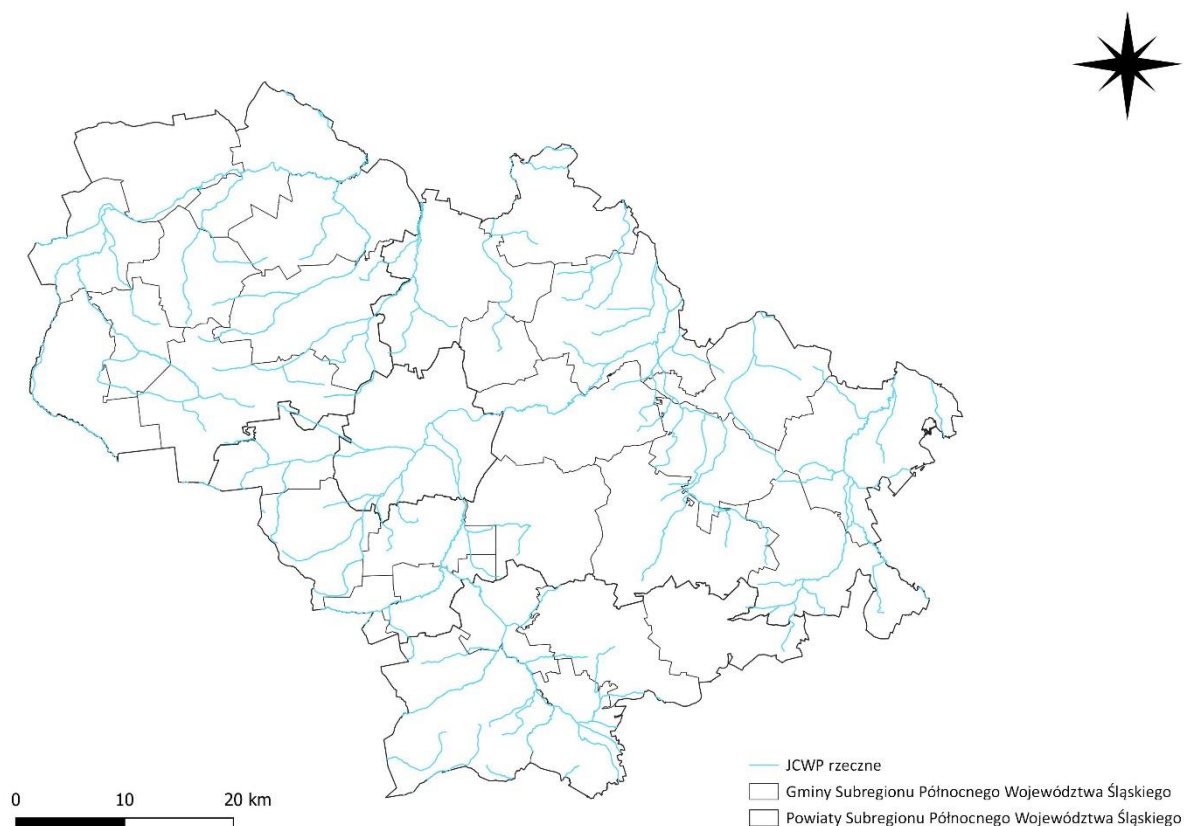 JCWP rzeczne
Gminy Subregionu Północnego Województwa Śląskiego
Powiaty Subregionu Północnego Województwa Śląskiego
0 10 20 km